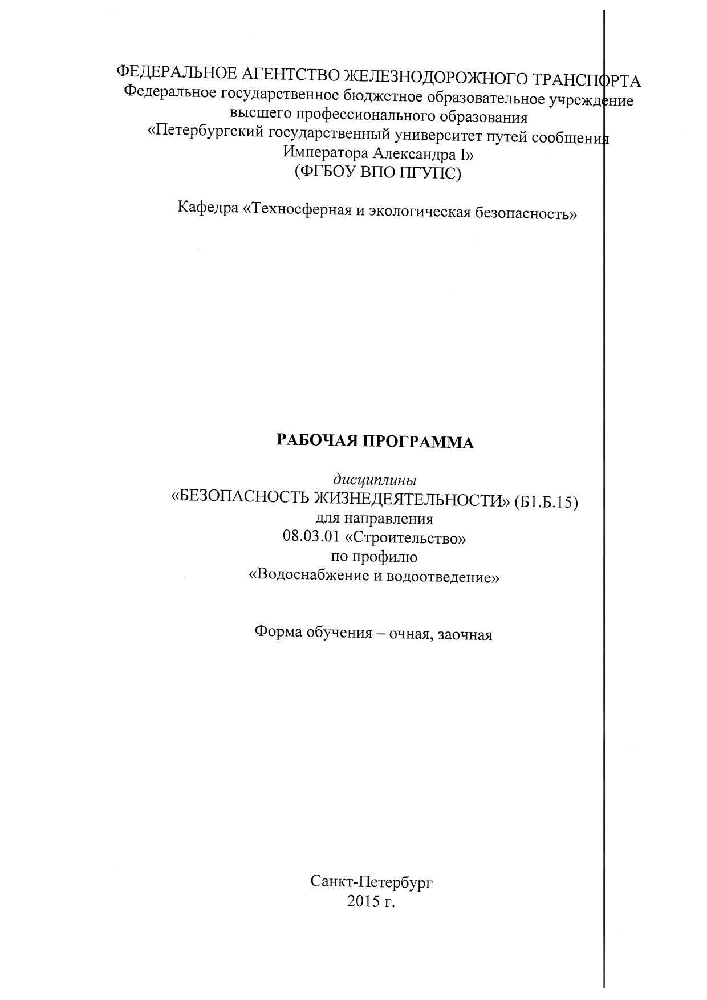 ФЕДЕРАЛЬНОЕ АГЕНТСТВО ЖЕЛЕЗНОДОРОЖНОГО ТРАНСПОРТА
Федеральное государственное бюджетное образовательное учреждение
высшего профессионального образования
«Петербургский государственный университет путей сообщения
Императора Александра I»
(ФГБОУ ВПО ПГУПС)
Кафедра «Техносферная и экологическая безопасность»
РАБОЧАЯ ПРОГРАММА
дисциплины
«БЕЗОПАСНОСТЬ ЖИЗНЕДЕЯТЕЛЬНОСТИ» (Б1.Б.15)
для направления
08.03.01 «Строительство»
по профилю
«Водоснабжение и водоотведение»
Форма обучения – очная, заочная
Санкт-Петербург
2015 г.